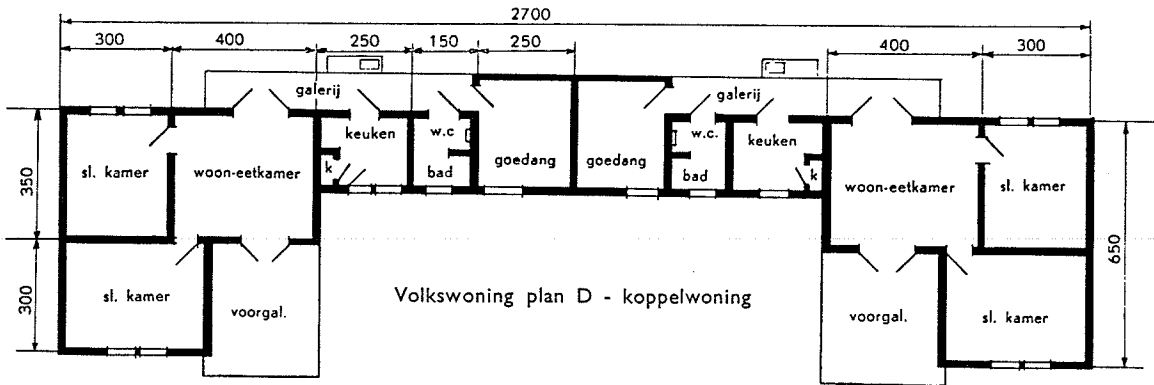 2700
300 400 250 150 250 400 300
galerij galerij
keuken w.c w.c. keuken
sl. kamer woon-eetkamer k bad goedang goedang bad k woon-eetkamer sl. kamer
350
650
300
sl. kamer voorgal. Volkswoning plan D - koppelwoning voorgal. sl. kamer